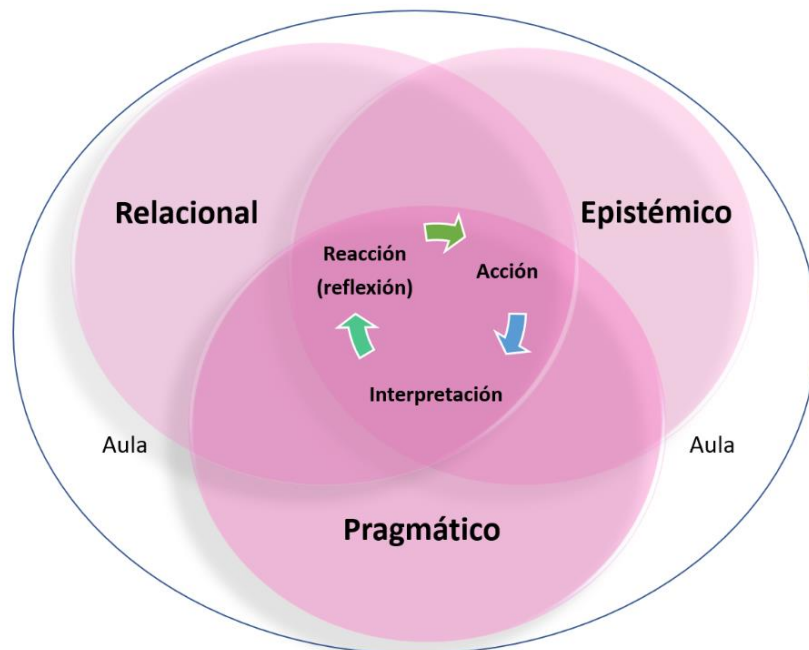 Relacional
Epistémico
Reacción
(reflexión)
Acción
Interpretación
Aula
Aula
Pragmático